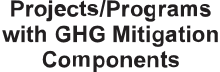 Projects/Programs
with GHG Mitigation
Components